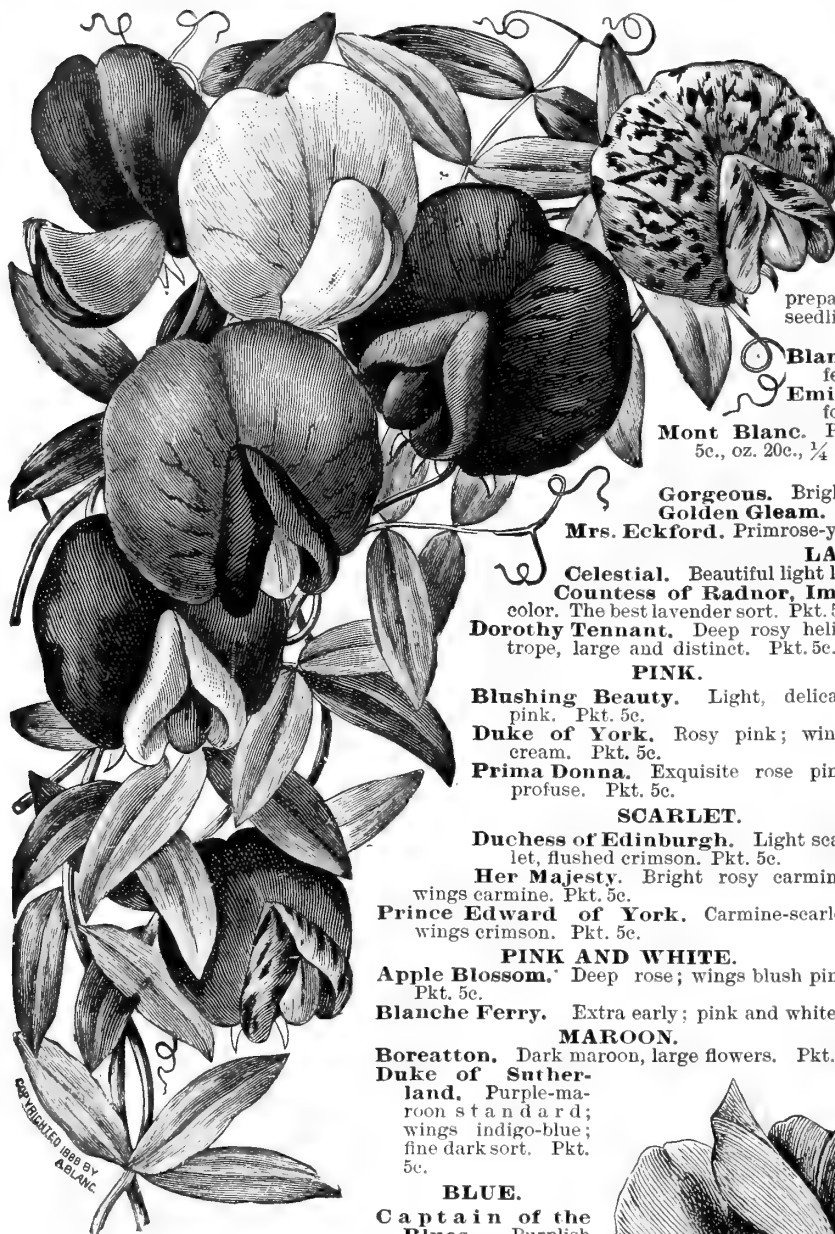 prepa
seedli
Blan
fe
Emi
fo
Mont Blanc. P
5c., oz. 20c., ¼
Gorgeous. Brigh
Golden Gleam.
Mrs. Eckford. Primrose-y
LA
Celestial. Beautiful light l
Countess of Radnor, Im
color. The best lavender sort. Pkt. 5
Dorothy Tennant. Deep rosy heli
trope, large and distinct. Pkt. 5c.
PINK.
Blushing Beauty. Light, delica
pink. Pkt. 5c.
Duke of York. Rosy pink; win
cream. Pkt. 5c.
Prima Donna. Exquisite rose pin
profuse. Pkt. 5c.
SCARLET.
Duchess of Edinburgh. Light sca
let, flushed crimson. Pkt. 5c.
Her Majesty. Bright rosy carmin
wings carmine. Pkt. 5c.
Prince Edward of York. Carmine-scarl
wings crimson. Pkt. 5c.
PINK AND WHITE.
Apple Blossom. Deep rose; wings blush pin
Pkt. 5c.
Blanche Ferry. Extra early; pink and white
MAROON.
Boreatton. Dark maroon, large flowers. Pkt.
Duke of Suther-
land. Purple-ma-
roon standard;
wings indigo-blue;
fine dark sort. Pkt.
5c.
BLUE.
Captain of the
Blues. Purplish
COPYRIGHTED 1888 BY
A. BLANC.